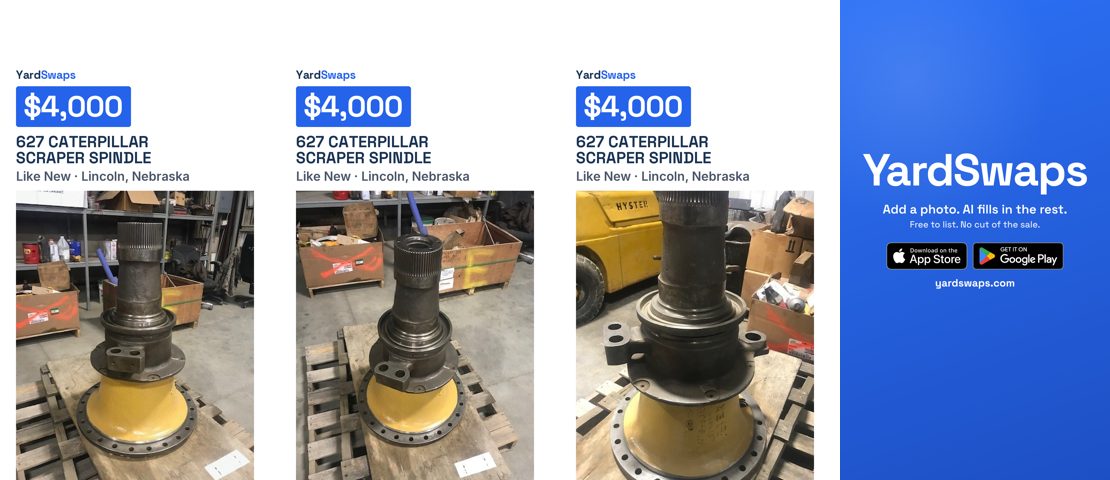 YardSwaps
$4,000
627 CATERPILLAR
SCRAPER SPINDLE
Like New · Lincoln, Nebraska
YardSwaps
$4,000
627 CATERPILLAR
SCRAPER SPINDLE
Like New · Lincoln, Nebraska
YardSwaps
$4,000
627 CATERPILLAR
SCRAPER SPINDLE
Like New · Lincoln, Nebraska
HYSTER
YardSwaps
Add a photo. AI fills in the rest.
Free to list. No cut of the sale.
Download on the
App Store
GET IT ON
Google Play
yardswaps.com